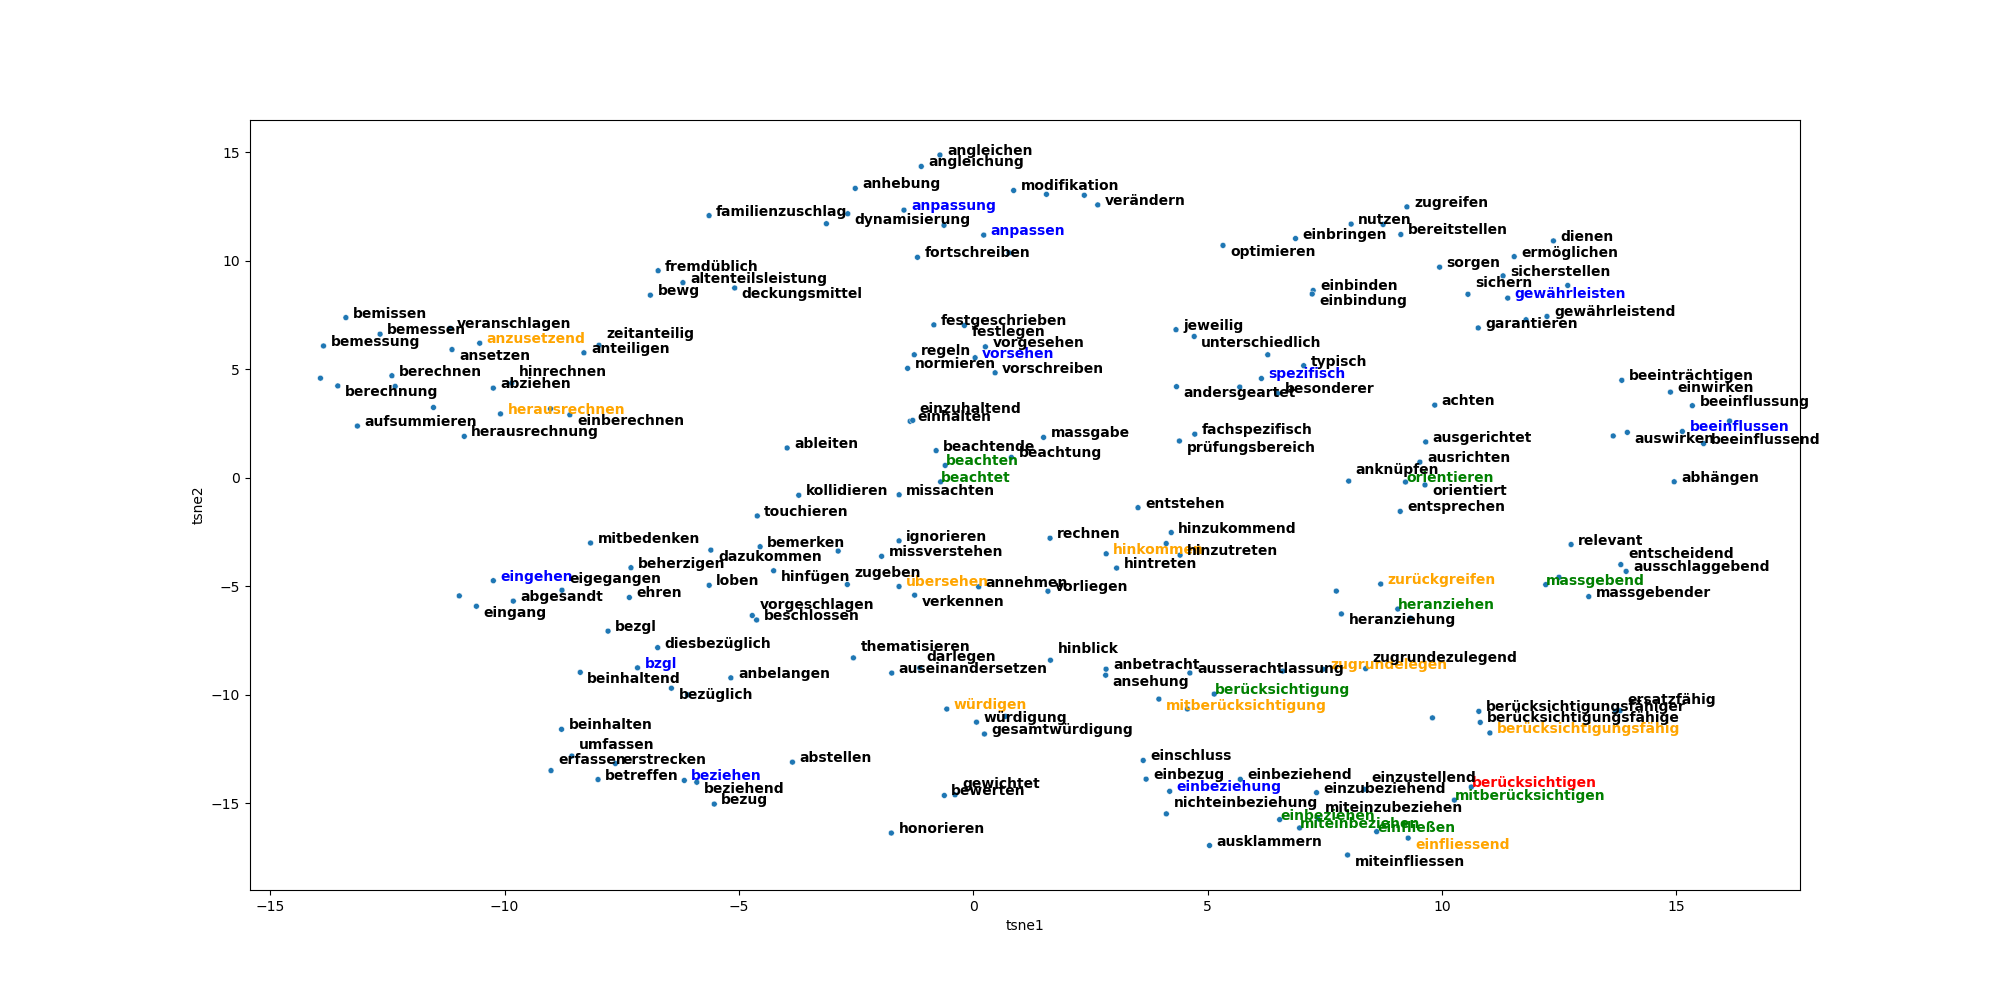 angleichen
angleichung
anhebung
modifikation
verändern
familienzuschlag
anpassung
dynamisierung
anpassen
fortschreiben
zugreifen
nutzen
bereitstellen
einbringen
optimieren
dienen
ermöglichen
sorgen
sicherstellen
sichern
gewährleisten
gewährleistend
garantieren
einbinden
einbindung
fremdüblich
altenteilsleistung
bewg
deckungsmittel
bemissen
veranschlagen
bemessen
anzusetzend
zeitanteilig
bemessung
ansetzen
anteiligen
berechnen
hinrechnen
abziehen
berechnung
herausrechnen
einberechnen
aufsummieren
herausrechnung
festgeschrieben
festlegen
vorgesehen
regeln
vorsehen
normieren
vorschreiben
jeweilig
unterschiedlich
typisch
spezifisch
andersgeartet
besonderer
beeinträchtigen
einwirken
beeinflussung
achten
beeinflussen
auswirken
beeinflussend
einzuhaltend
einhalten
massgabe
fachspezifisch
prüfungsbereich
ausgerichtet
ausrichten
ableiten
beachtende
beachtung
beachten
beachtet
anknüpfen
orientieren
orientiert
abhängen
kollidieren
missachten
entstehen
entsprechen
touchieren
hinzukommend
mitbedenken
bemerken
ignorieren
rechnen
dazukommen
missverstehen
hinkommen
hinzutreten
relevant
entscheidend
beherzigen
hintreten
ausschlaggebend
eingehen
eigegangen
loben
hinfügen
zugeben
übersehen
annehmen
vorliegen
zurückgreifen
massgebend
massgebender
abgesandt
ehren
verkennen
heranziehen
heranziehung
eingang
vorgeschlagen
beschlossen
bezgl
diesbezüglich
thematisieren
hinblick
darlegen
bzgl
anbelangen
auseinandersetzen
anbetracht
ausserachtlassung
zugrundelegen
zugrundezulegend
beinhaltend
ansehung
bezüglich
berücksichtigung
würdigen
mitberücksichtigung
ersatzfähig
berücksichtigungsfähiger
berücksichtigungsfähige
berücksichtigungsfähig
würdigung
gesamtwürdigung
beinhalten
umfassen
erfassen
erstrecken
abstellen
einschluss
betreffen
beziehen
beziehend
bezug
gewichtet
bewerten
honorieren
einbezug
einbeziehend
einzustellend
einbeziehung
einzubeziehend
berücksichtigen
mitberücksichtigen
nichteinbeziehung
miteinzubeziehen
einbeziehen
miteinbeziehen
einfließen
ausklammern
einfliessend
miteinfliessen
15
10
5
0
−5
−10
−15
tsne2
−15 −10 −5 0 5 10 15
tsne1